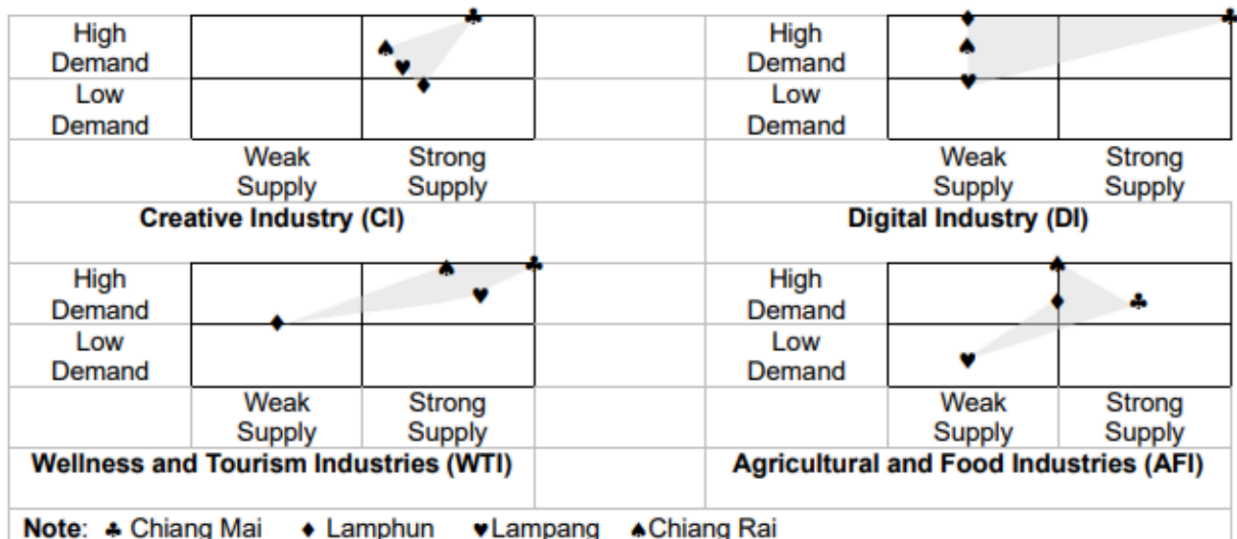 High High
Demand Demand
Low Low
Demand Demand
Weak Strong Weak Strong
Supply Supply Supply Supply
Creative Industry (CI) Digital Industry (DI)
High High
Demand Demand
Low Low
Demand Demand
Weak Strong Weak Strong
Supply Supply Supply Supply
Wellness and Tourism Industries (WTI) Agricultural and Food Industries (AFI)
Note: ♣ Chiang Mai ♦ Lamphun ♥Lampang ♠Chiang Rai